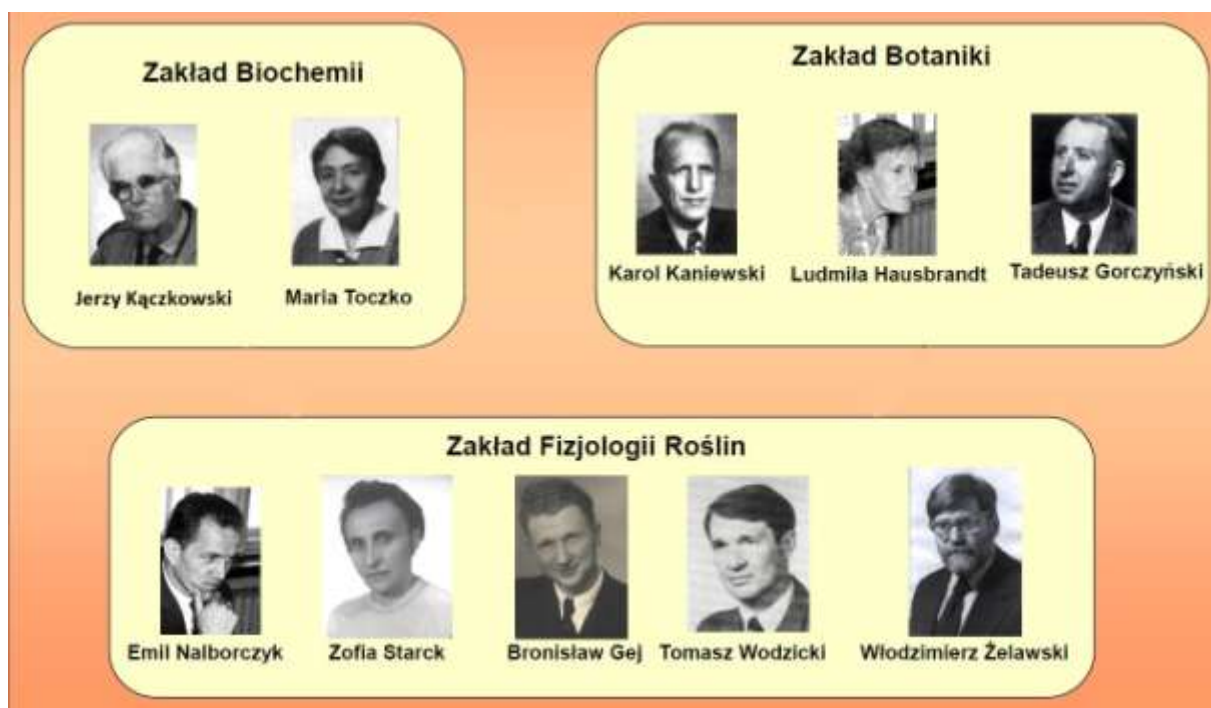 Zakład Biochemii
Jerzy Kączkowski
Maria Toczko
Zakład Botaniki
Karol Kaniewski
Ludmiła Hausbrandt
Tadeusz Gorczyński
Zakład Fizjologii Roślin
Emil Nalborczyk
Zofia Starck
Bronisław Gej
Tomasz Wodzicki
Włodzimierz Żelawski